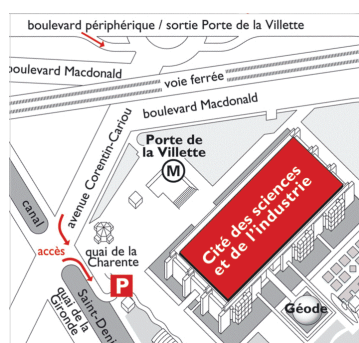 boulevard périphérique / sortie Porte de la Villette
boulevard Macdonald
voie ferrée
boulevard Macdonald
avenue Corentin-Cariou
Porte de
la Villette
M
canal
Cité des sciences
et de l'industrie
accès
quai de la
Charente
P
quai de la
Gironde
Saint-Deni
Géode